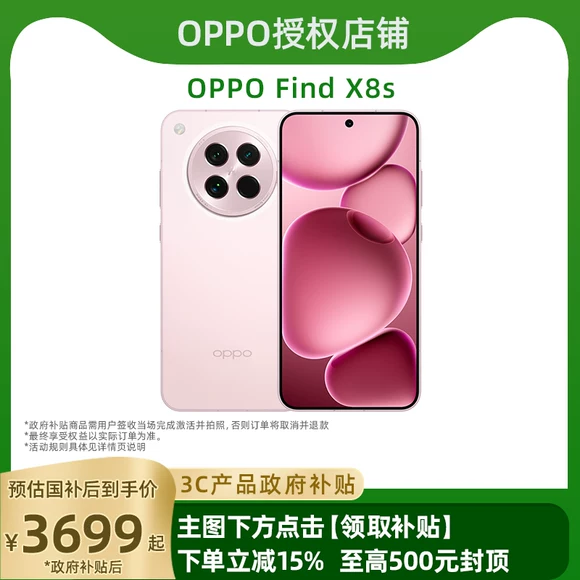 OPPO授权店铺
OPPO Find X8s
oppo
*政府补贴商品需用户签收当场完成激活并拍照，否则订单将取消并退款
*最终享受权益以实际订单为准。
*活动规则具体见详情页说明
预估国补后到手价
3C产品政府补贴
¥3699起
*政府补贴后
主图下方点击【领取补贴】
下单立减15% 至高500元封顶